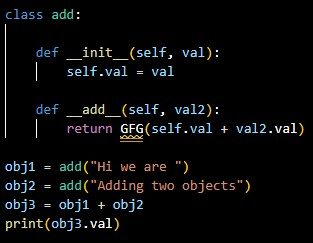 class add:
def __init__(self, val):
self.val = val
def __add__(self, val2):
return GFG(self.val + val2.val)
obj1 = add("Hi we are ")
obj2 = add("Adding two objects")
obj3 = obj1 + obj2
print(obj3.val)